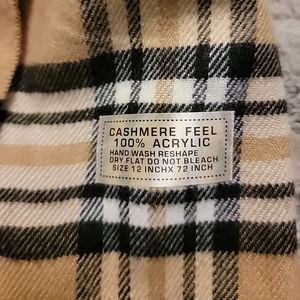 CASHMERE FEEL
100% ACRYLIC
HAND WASH RESHAPE
DRY FLAT DO NOT BLEACH
SIZE 12 INCHX 72 INCH